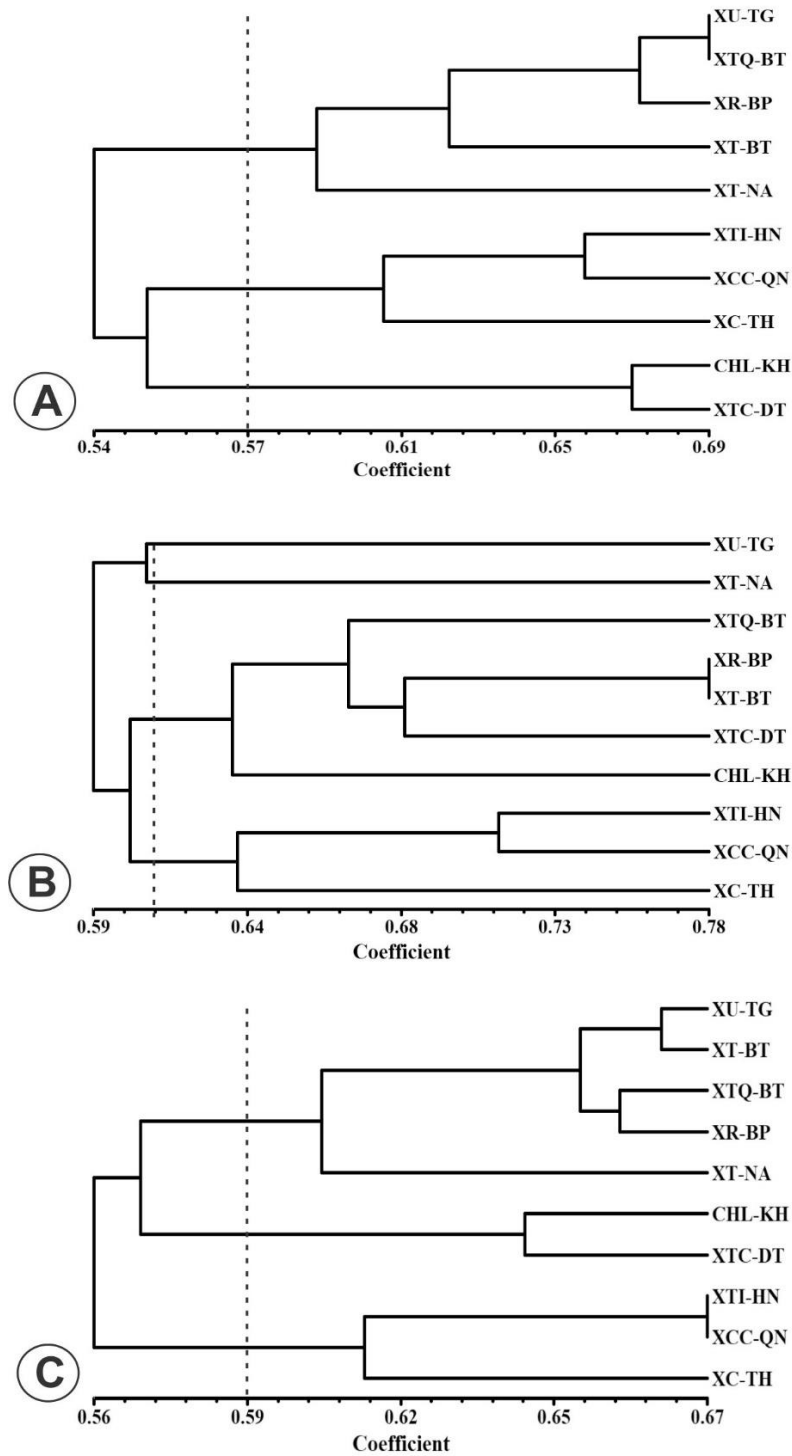 XU-TG
XTQ-BT
XR-BP
XT-BT
XT-NA
XTI-HN
XCC-QN
XC-TH
CHL-KH
XTC-DT
A
0.54 0.57 0.61 0.65 0.69
Coefficient
XU-TG
XT-NA
XTQ-BT
XR-BP
XT-BT
XTC-DT
CHL-KH
XTI-HN
XCC-QN
XC-TH
B
0.59 0.64 0.68 0.73 0.78
Coefficient
XU-TG
XT-BT
XTQ-BT
XR-BP
XT-NA
CHL-KH
XTC-DT
XTI-HN
XCC-QN
XC-TH
C
0.56 0.59 0.62 0.65 0.67
Coefficient